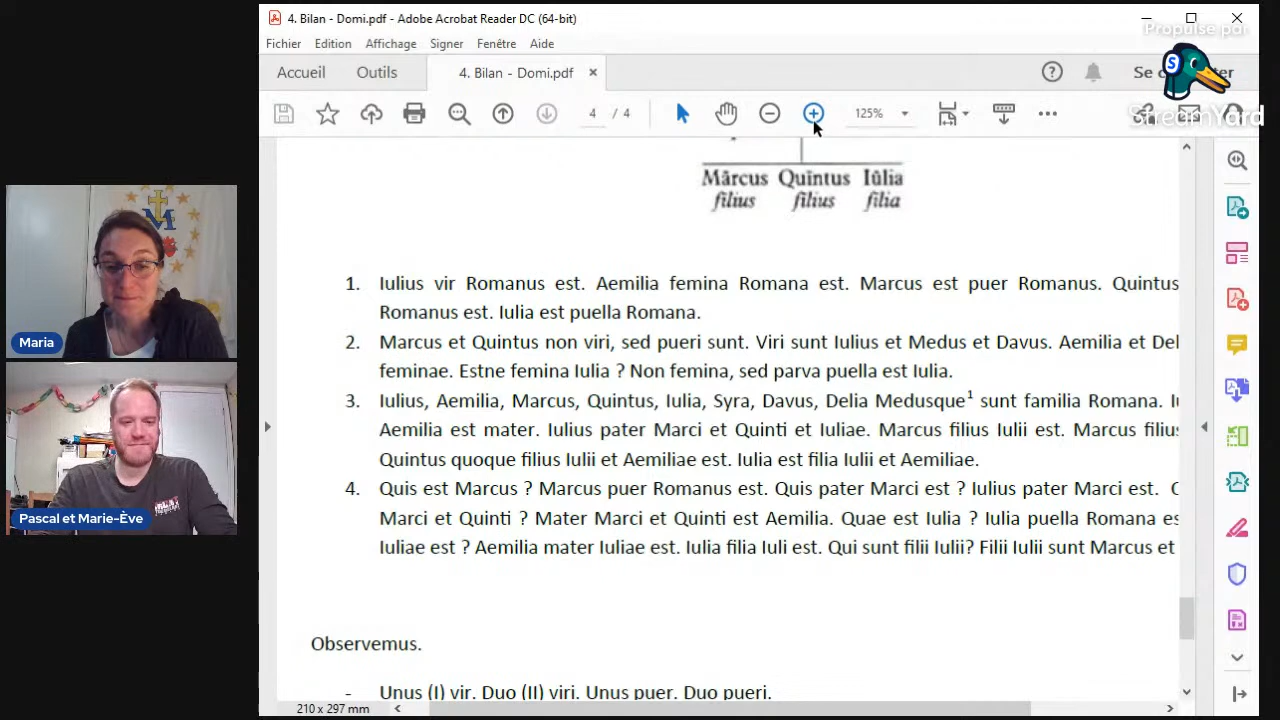 4. Bilan - Domi.pdf - Adobe Acrobat Reader DC (64-bit)
Propulsé par
StreamYard
Fichier Edition Affichage Signer Fenêtre Aide
Accueil Outils 4. Bilan - Domi.pdf ×
4 / 4 125%
Mārcus Quīntus Iūlia
fīlius fīlius fīlia
1. Iulius vir Romanus est. Aemilia femina Romana est. Marcus est puer Romanus. Quintus
Romanus est. Iulia est puella Romana.
2. Marcus et Quintus non viri, sed pueri sunt. Viri sunt Iulius et Medus et Davus. Aemilia et Del
feminae. Estne femina Iulia ? Non femina, sed parva puella est Iulia.
3. Iulius, Aemilia, Marcus, Quintus, Iulia, Syra, Davus, Delia Medusque¹ sunt familia Romana.
Aemilia est mater. Iulius pater Marci et Quinti et Iuliae. Marcus filius Iulii est. Marcus filiu
Quintus quoque filius Iulii et Aemiliae est. Iulia est filia Iulii et Aemiliae.
4. Quis est Marcus ? Marcus puer Romanus est. Quis pater Marci est ? Iulius pater Marci est.
Marci et Quinti ? Mater Marci et Quinti est Aemilia. Quae est Iulia ? Iulia puella Romana es
Iuliae est ? Aemilia mater Iuliae est. Iulia filia Iuli est. Qui sunt filii Iulii? Filii Iulii sunt Marcus et
Observemus.
- Unus (I) vir. Duo (II) viri. Unus puer. Duo pueri.
210 x 297 mm
Maria
Pascal et Marie-Ève